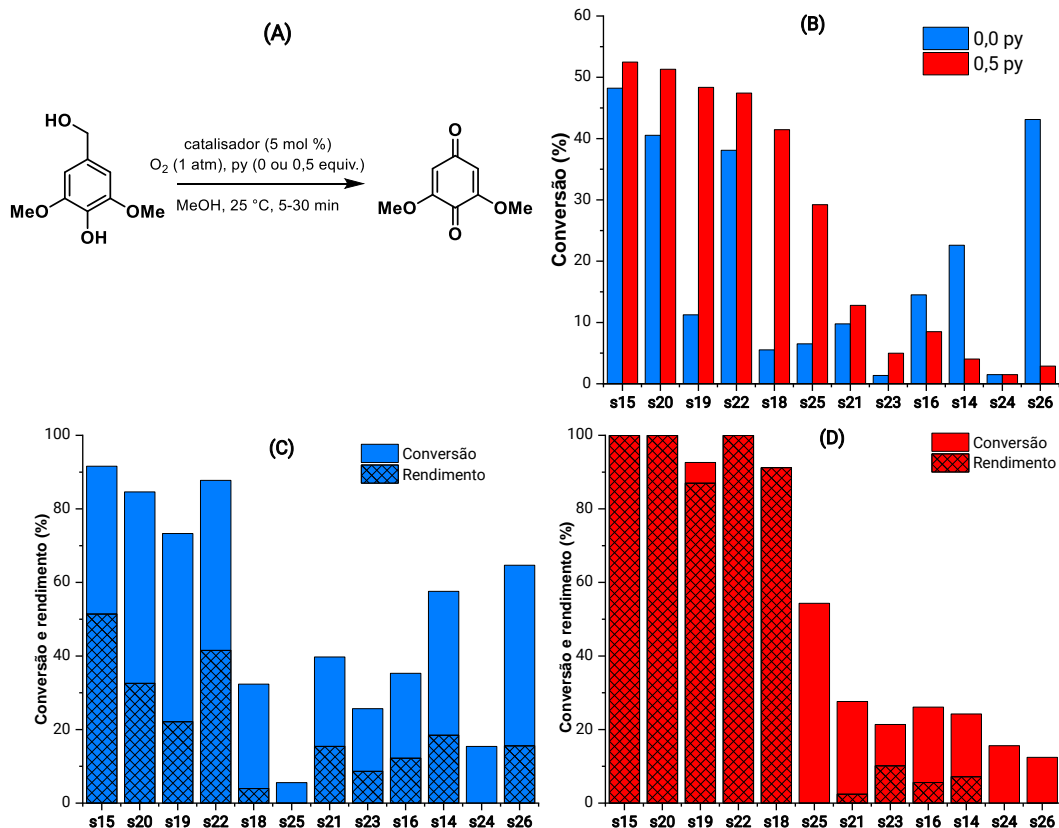 (A)
HO
MeO
OMe
OH
catalisador (5 mol %)
O₂ (1 atm), py (0 ou 0,5 equiv.)
MeOH, 25 °C, 5-30 min
O
MeO
OMe
O
(B)
0,0 py
0,5 py
Conversão (%)
60
50
40
30
20
10
0
s15 s20 s19 s22 s18 s25 s21 s23 s16 s14 s24 s26
(C)
Conversão
Rendimento
Conversão e rendimento (%)
100
80
60
40
20
0
s15 s20 s19 s22 s18 s25 s21 s23 s16 s14 s24 s26
(D)
Conversão
Rendimento
Conversão e rendimento (%)
100
80
60
40
20
0
s15 s20 s19 s22 s18 s25 s21 s23 s16 s14 s24 s26